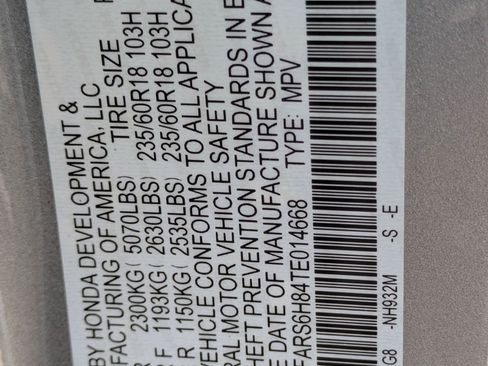 BY HONDA DEVELOPMENT &
FACTURING OF AMERICA, LLC
TIRE SIZE
R 2300KG( 5070LBS) 235/60R18 103H
F 1193KG( 2630LBS) 235/60R18 103H
R 1150KG( 2535LBS) 235/60R18 103H
VEHICLE CONFORMS TO ALL APPLICA
RAL MOTOR VEHICLE SAFETY
HEFT PREVENTION STANDARDS IN E
E DATE OF MANUFACTURE SHOWN A
FARS6H84TE014668 TYPE: MPV
G8 -NH932M -S -E